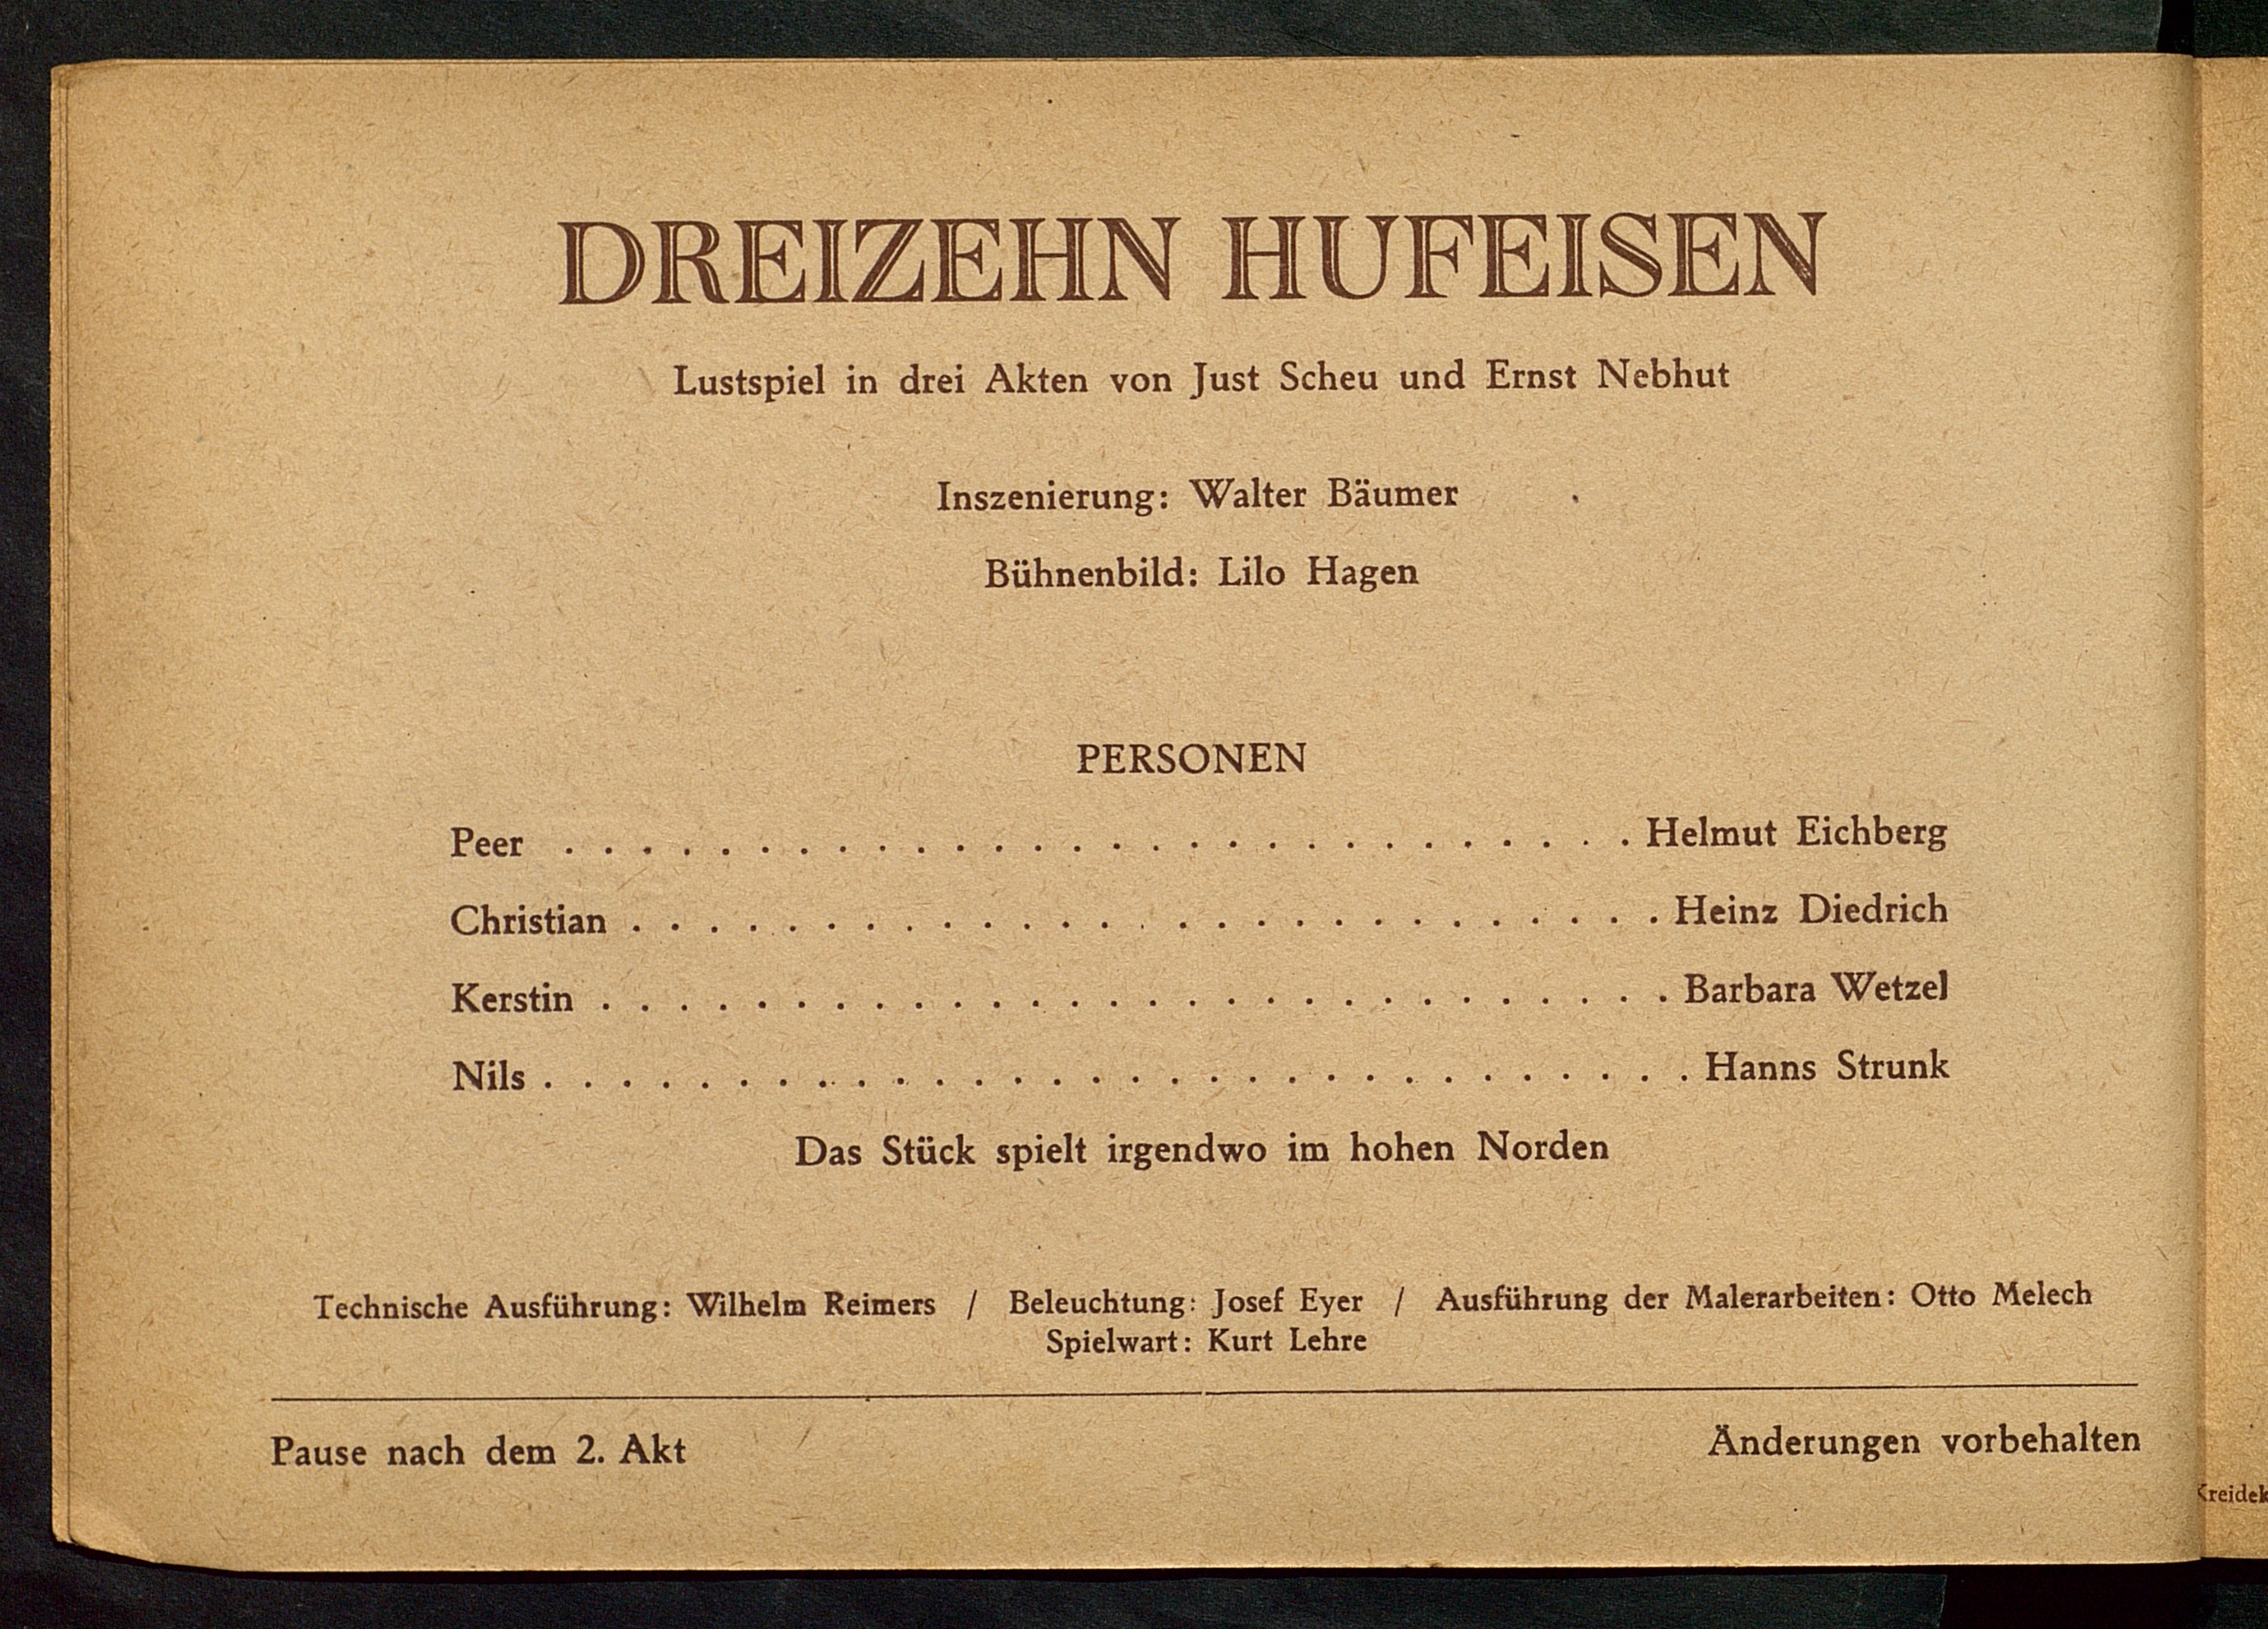 DREIZEHN HUFEISEN
Lustspiel in drei Akten von Just Scheu und Ernst Nebhut
Inszenierung: Walter Bäumer
Bühnenbild: Lilo Hagen
PERSONEN
Peer . . . . . . . . . . . . . . . . . . . . . . . . . . . . Helmut Eichberg
Christian . . . . . . . . . . . . . . . . . . . . . . . . . . . Heinz Diedrich
Kerstin . . . . . . . . . . . . . . . . . . . . . . . . . . . . Barbara Wetzel
Nils . . . . . . . . . . . . . . . . . . . . . . . . . . . . . . Hanns Strunk
Das Stück spielt irgendwo im hohen Norden
Technische Ausführung: Wilhelm Reimers / Beleuchtung: Josef Eyer / Ausführung der Malerarbeiten: Otto Melech
Spielwart: Kurt Lehre
Pause nach dem 2. Akt Änderungen vorbehalten